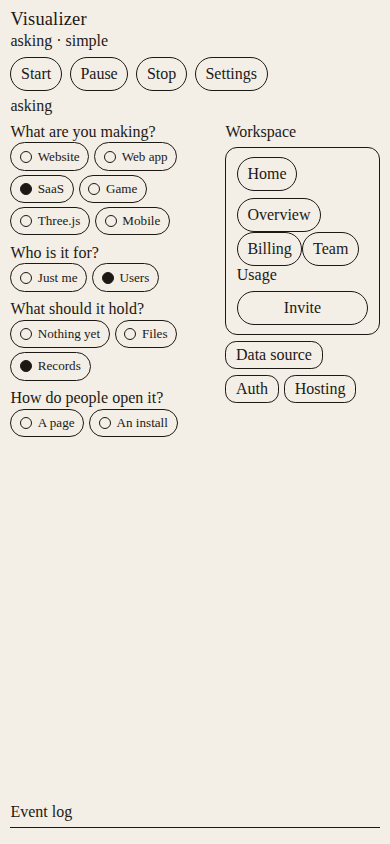 Visualizer
asking · simple
Start Pause Stop Settings
asking
What are you making?
Website Web app
SaaS Game
Three.js Mobile
Who is it for?
Just me Users
What should it hold?
Nothing yet Files
Records
How do people open it?
A page An install
Workspace
Home
Overview
Billing Team
Usage
Invite
Data source
Auth Hosting
Event log